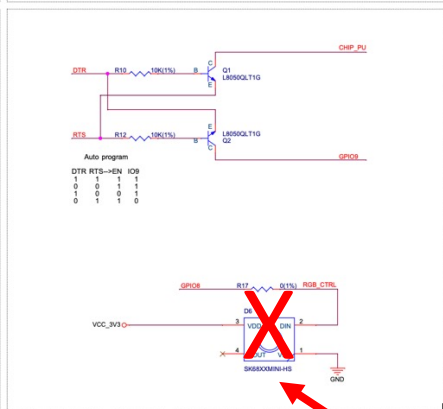 CHIP_PU
C
DTR R10 10K(1%) B Q1
L8050QLT1G
E
E
RTS R12 10K(1%) B L8050QLT1G
Q2
C
GPIO9
Auto program
DTR RTS-->EN IO9
1 1 1 1
0 0 1 1
1 0 0 1
0 1 1 0
GPIO8 R17 0(1%) RGB_CTRL
D6
VCC_3V3 3 VDD DIN 2
4 1
SK68XXMINI-HS
GND